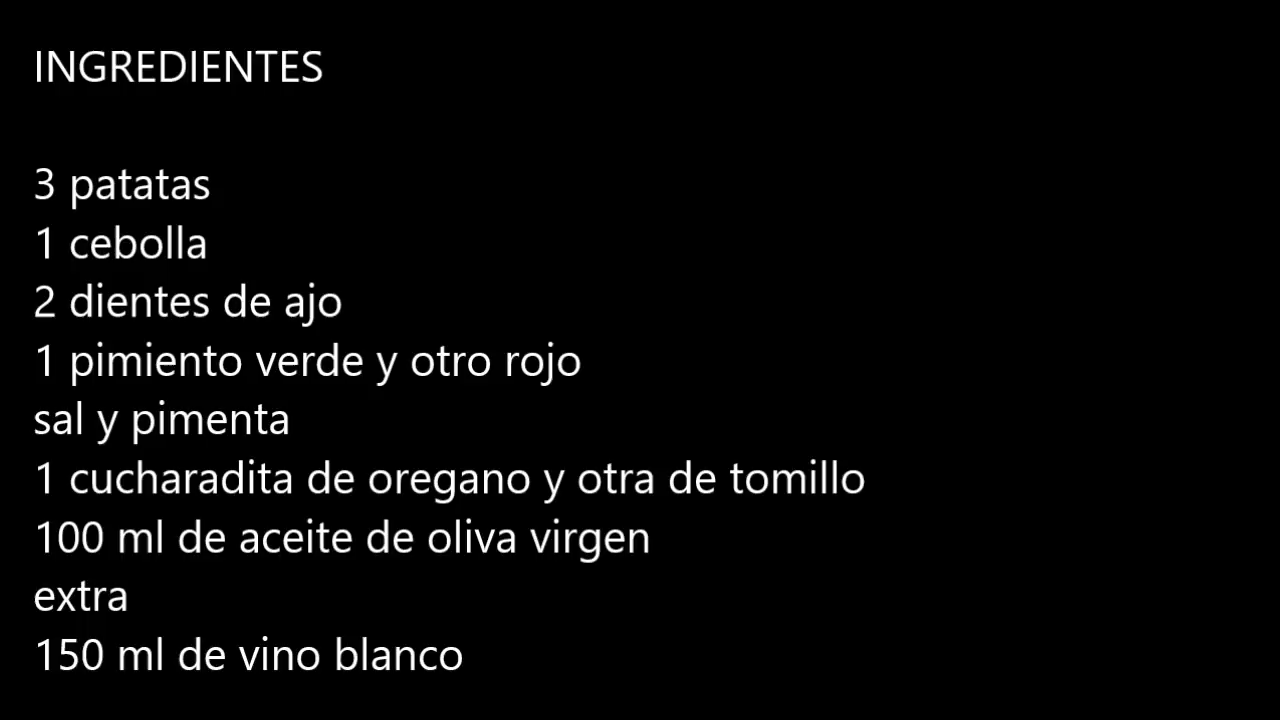 INGREDIENTES
3 patatas
1 cebolla
2 dientes de ajo
1 pimiento verde y otro rojo
sal y pimenta
1 cucharadita de oregano y otra de tomillo
100 ml de aceite de oliva virgen
extra
150 ml de vino blanco